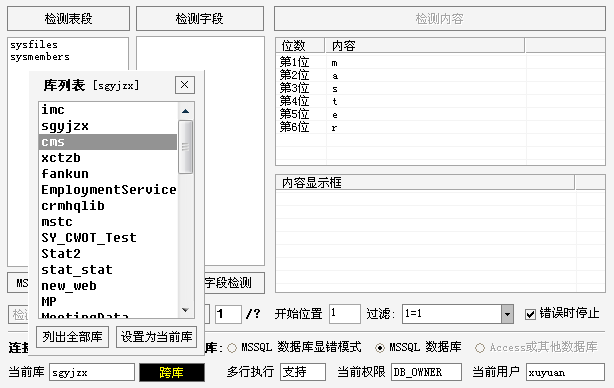 检测表段 检测字段 检测内容
sysfiles
sysmembers
位数 内容
第1位 m
第2位 a
第3位 s
第4位 t
第5位 e
第6位 r
库列表 [sgyjzx]
imc
sgyjzx
cms
xctzb
fankun
EmploymentService
crmhqlib
mstc
SY_CWOT_Test
Stat2
stat_stat
new_web
MP
列出全部库 设置为当前库
内容显示框
字段检测
1 /? 开始位置 1 过滤: 1=1 错误时停止
库: MSSQL 数据库显错模式 MSSQL 数据库 Access或其他数据库
当前库 sgyjzx 跨库 多行执行 支持 当前权限 DB_OWNER 当前用户 xuyuan